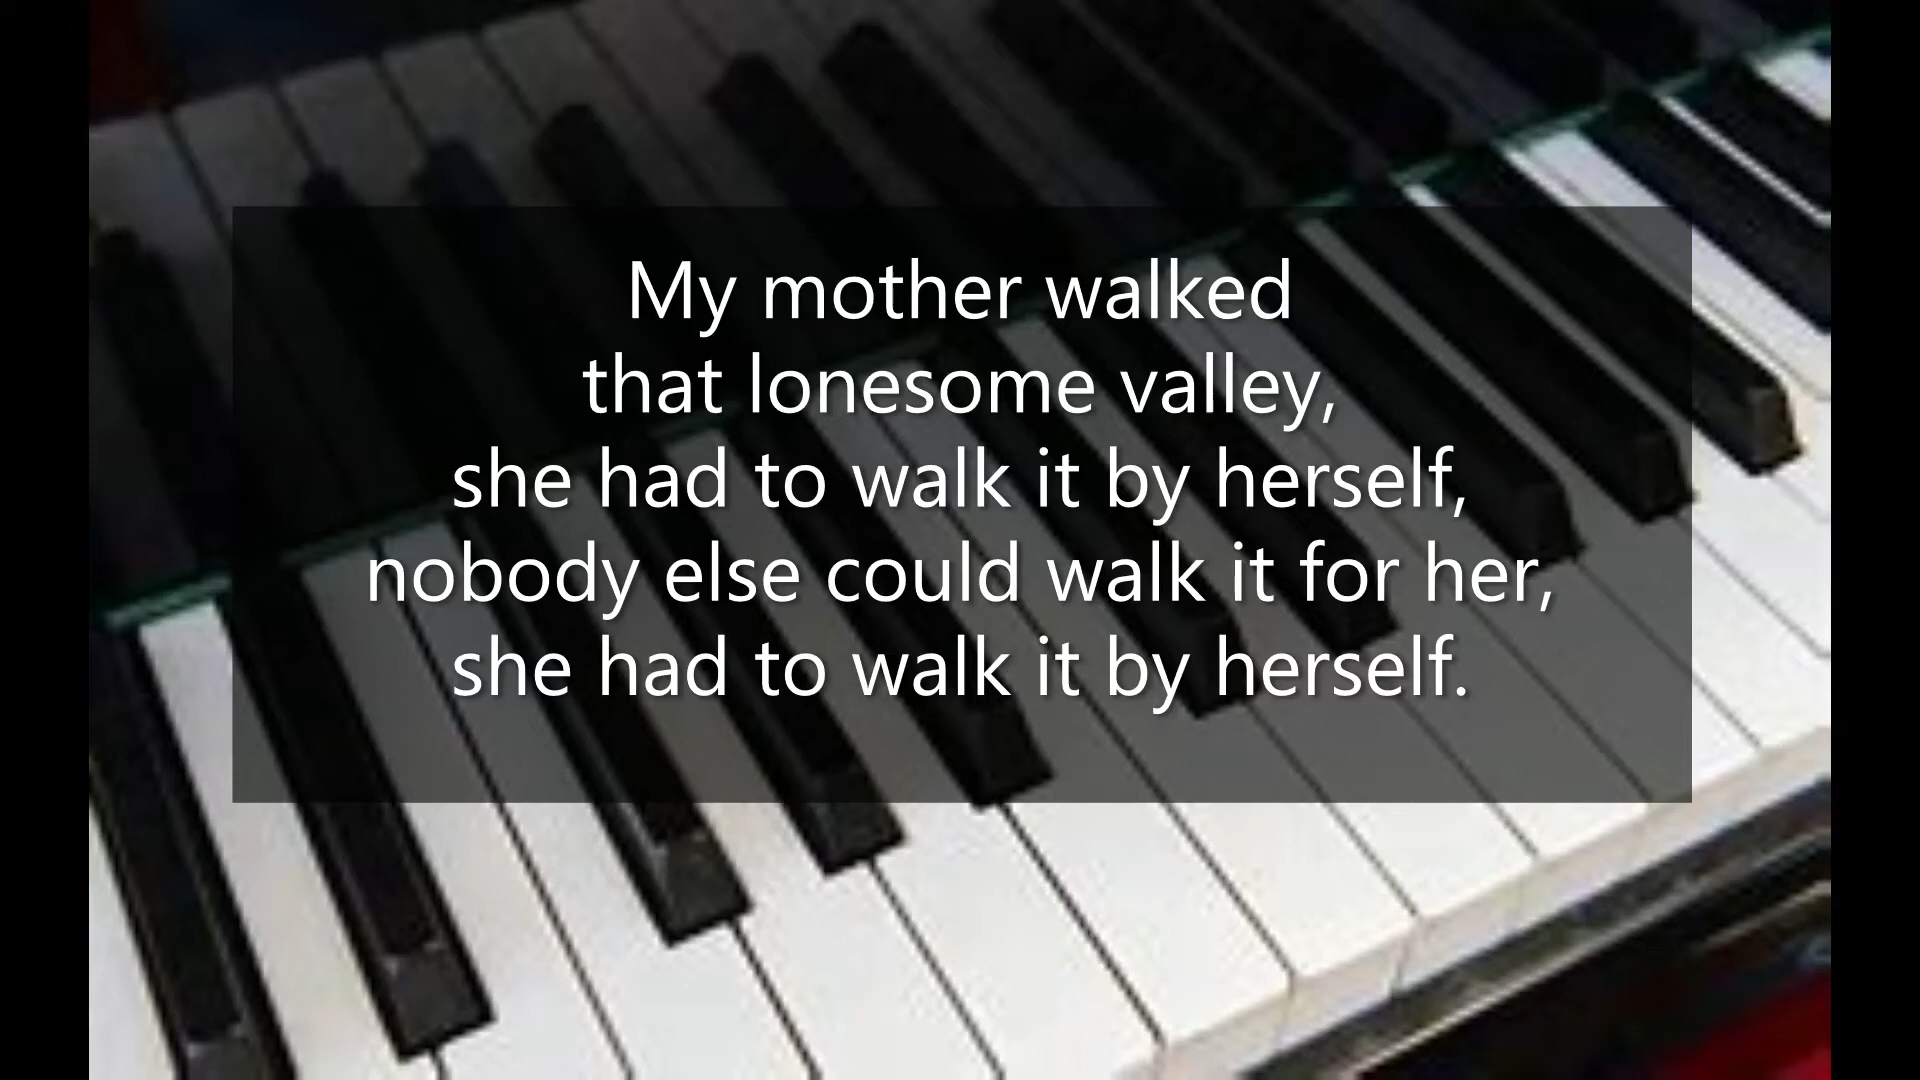 My mother walked
that lonesome valley,
she had to walk it by herself,
nobody else could walk it for her,
she had to walk it by herself.